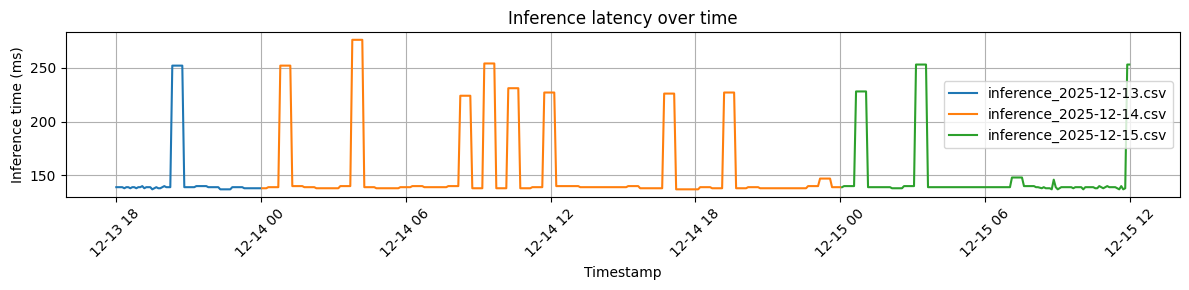 Inference latency over time
Inference time (ms)
250
200
150
inference_2025-12-13.csv
inference_2025-12-14.csv
inference_2025-12-15.csv
12-13 18
12-14 00
12-14 06
12-14 12
12-14 18
12-15 00
12-15 06
12-15 12
Timestamp